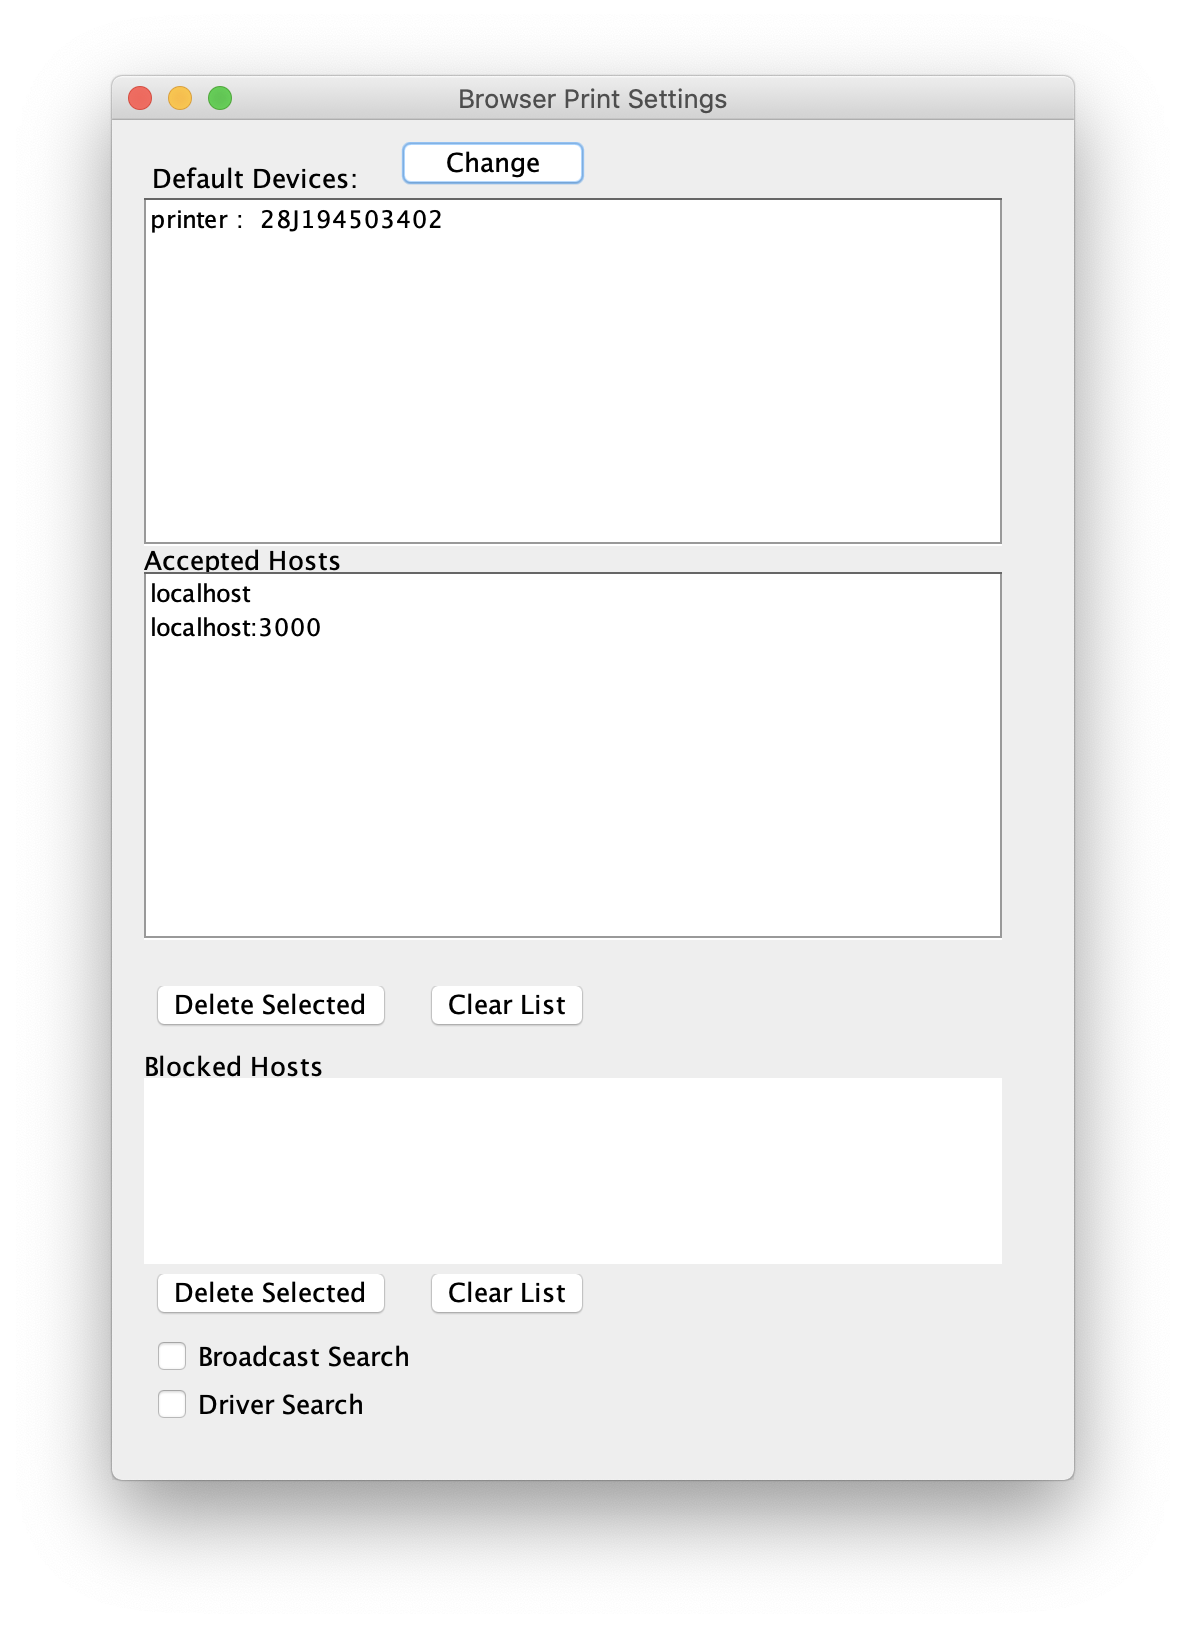 Browser Print Settings
Default Devices:
Change
printer :  28J194503402
Accepted Hosts
localhost
localhost:3000
Delete Selected
Clear List
Blocked Hosts
Delete Selected
Clear List
Broadcast Search
Driver Search